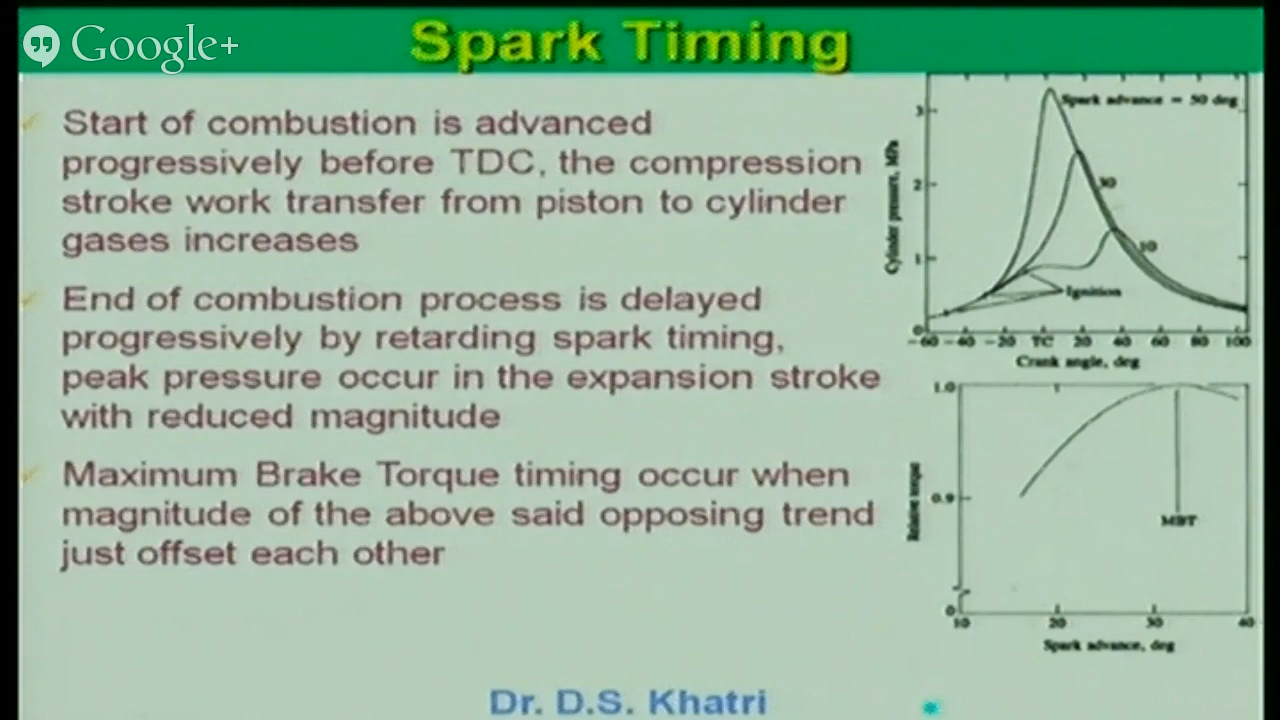 Google+
Spark Timing
Start of combustion is advanced
progressively before TDC, the compression
stroke work transfer from piston to cylinder
gases increases
End of combustion process is delayed
progressively by retarding spark timing,
peak pressure occur in the expansion stroke
with reduced magnitude
Maximum Brake Torque timing occur when
magnitude of the above said opposing trend
just offset each other
Spark advance = 50 deg
3
30
2
10
1
Ignition
0
Cylinder pressure, MPa
-60 -40 -20 TC 20 40 60 80 100
Crank angle, deg
1.0
0.9
MBT
0
Relative torque
10 20 30 40
Spark advance, deg
Dr. D.S. Khatri